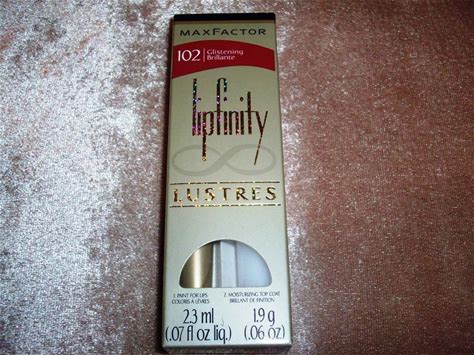 MAXFACTOR
102 Glistening
Brillante
lipfinity
LUSTRES
1. PAINT FOR LIPS
COLORIS A LÈVRES
2. MOISTURIZING TOP COAT
BRILLANT DE FINITION
2.3 ml
(.07 fl oz liq.)
1.9 g
(.06 oz)